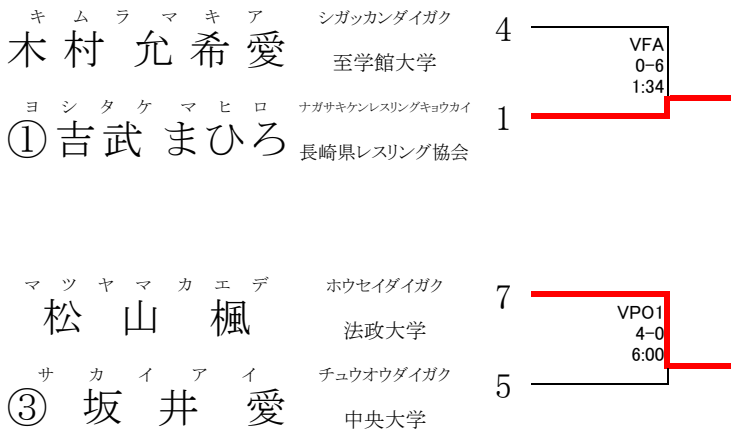 キムラマキア シガッカンダイガク
木村 允希愛 至学館大学 4
VFA
0-6
1:34
ヨシタケ マヒロ ナガサキケンレスリングキョウカイ
①吉武 まひろ 長崎県レスリング協会 1
マツヤマカエデ ホウセイダイガク
松山 楓 法政大学 7
VPO1
4-0
6:00
サカイアイ チュウオウダイガク
③ 坂井 愛 中央大学 5